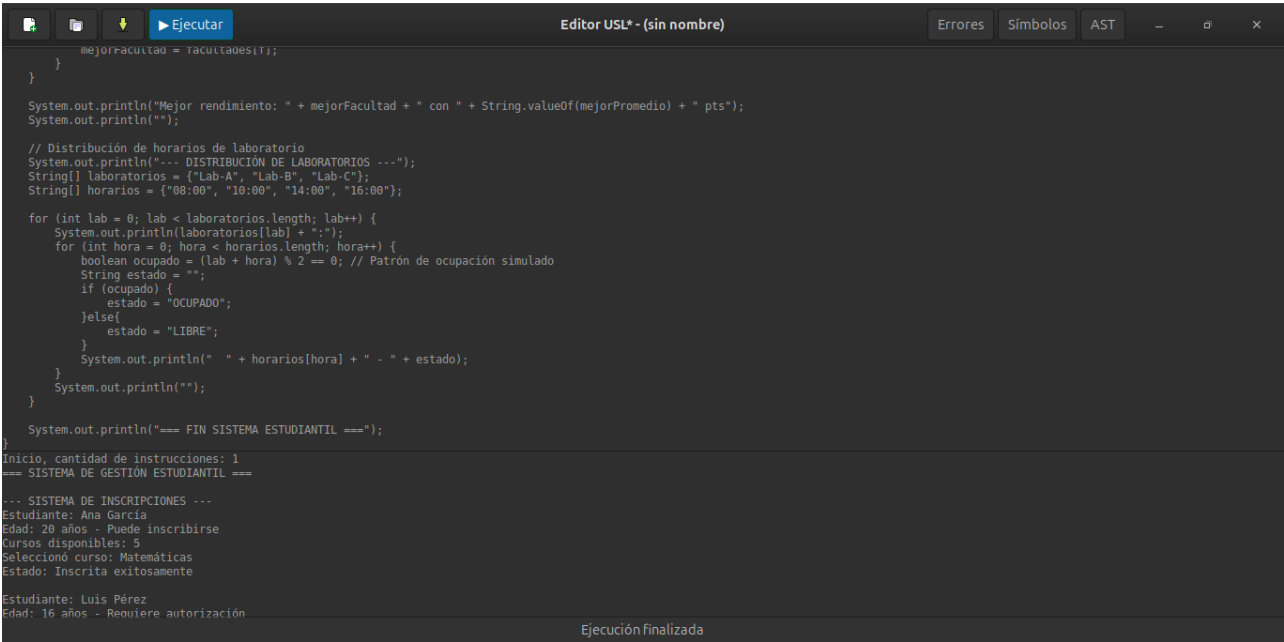 Ejecutar
Editor USL* - (sin nombre)
Errores
Símbolos
AST
            mejorFacultad = facultades[f];
        }
    }

    System.out.println("Mejor rendimiento: " + mejorFacultad + " con " + String.valueOf(mejorPromedio) + " pts");
    System.out.println("");

    // Distribución de horarios de laboratorio
    System.out.println("--- DISTRIBUCIÓN DE LABORATORIOS ---");
    String[] laboratorios = {"Lab-A", "Lab-B", "Lab-C"};
    String[] horarios = {"08:00", "10:00", "14:00", "16:00"};

    for (int lab = 0; lab < laboratorios.length; lab++) {
        System.out.println(laboratorios[lab] + ":");
        for (int hora = 0; hora < horarios.length; hora++) {
            boolean ocupado = (lab + hora) % 2 == 0; // Patrón de ocupación simulado
            String estado = "";
            if (ocupado) {
                estado = "OCUPADO";
            }else{
                estado = "LIBRE";
            }
            System.out.println("  " + horarios[hora] + " - " + estado);
        }
        System.out.println("");
    }

    System.out.println("=== FIN SISTEMA ESTUDIANTIL ===");
}
Inicio, cantidad de instrucciones: 1
=== SISTEMA DE GESTIÓN ESTUDIANTIL ===

--- SISTEMA DE INSCRIPCIONES ---
Estudiante: Ana García
Edad: 20 años - Puede inscribirse
Cursos disponibles: 5
Seleccionó curso: Matemáticas
Estado: Inscrita exitosamente

Estudiante: Luis Pérez
Edad: 16 años - Requiere autorización
Ejecución finalizada